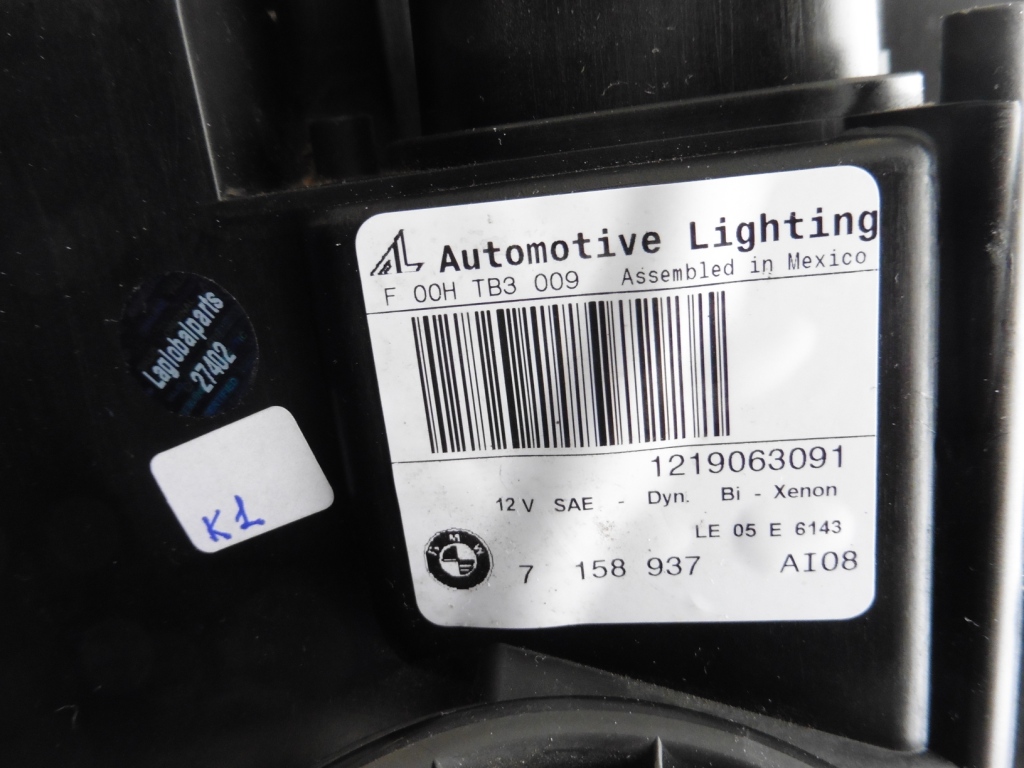 AL Automotive Lighting
F 00H TB3 009 Assembled in Mexico
1219063091
12 V SAE - Dyn. Bi - Xenon
LE 05 E 6143
BMW
7 158 937 AI08
Laglobalparts
27402
K1